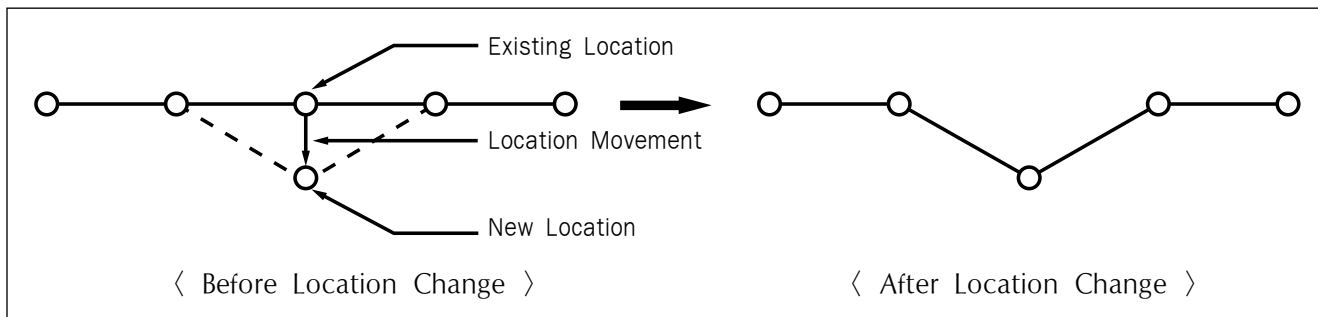 Existing Location
Location Movement
New Location
〈 Before Location Change 〉
〈 After Location Change 〉